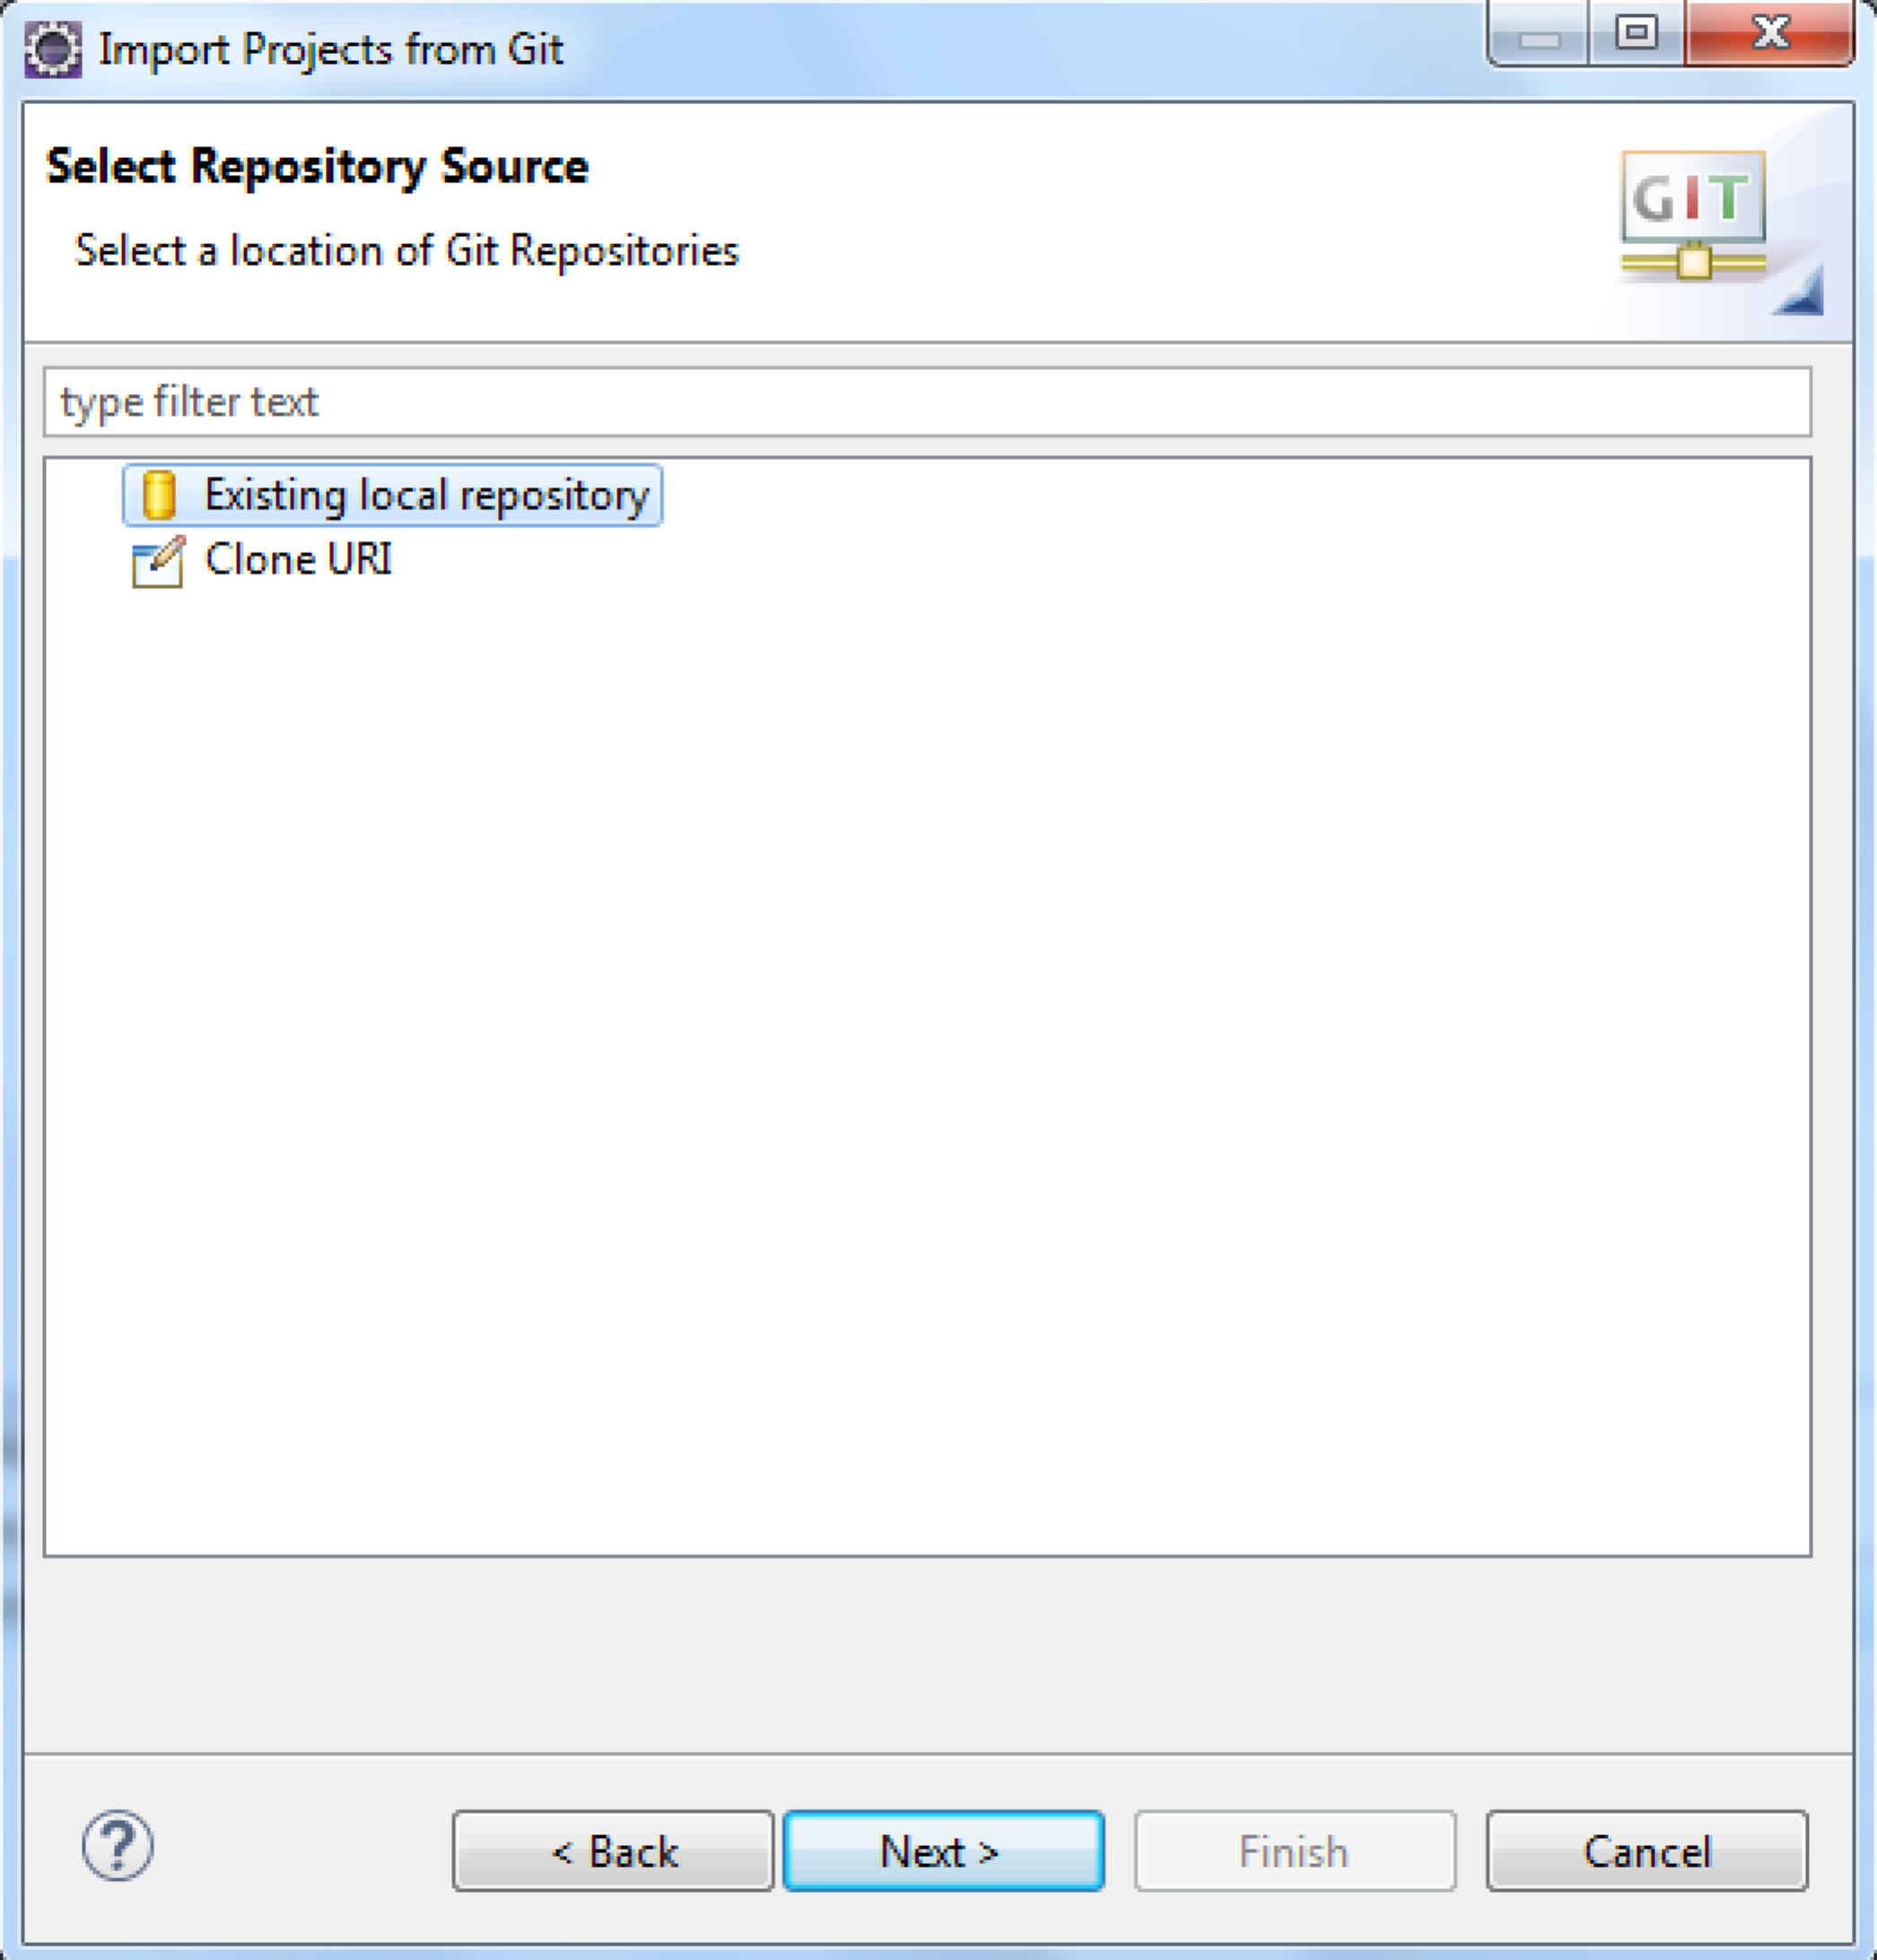 Import Projects from Git
Select Repository Source
Select a location of Git Repositories
GIT
type filter text
Existing local repository
Clone URI
?
< Back
Next >
Finish
Cancel